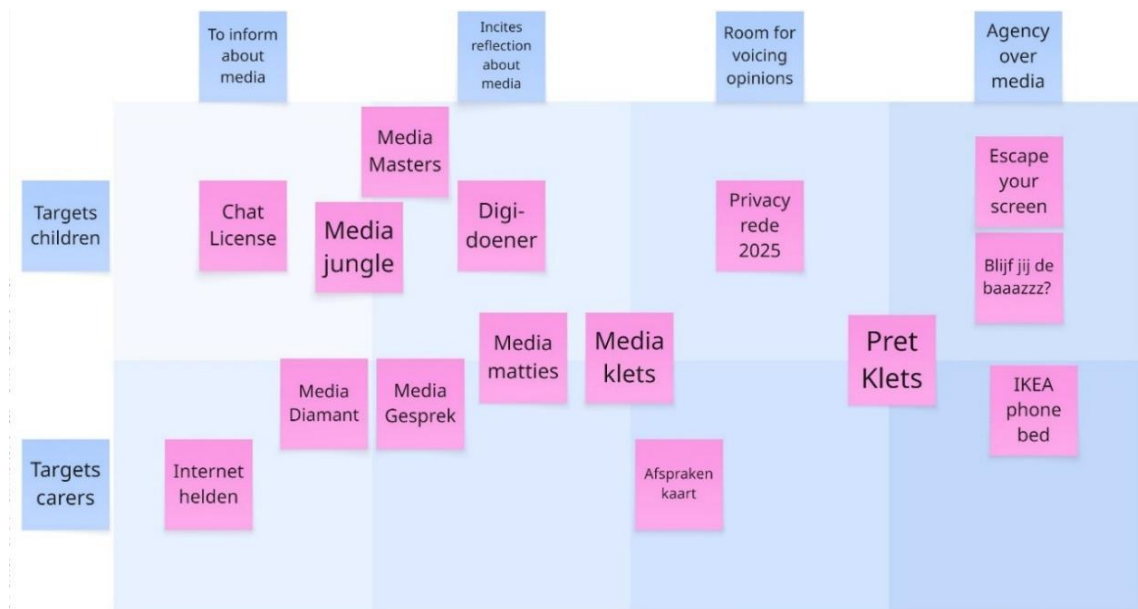 To inform
about
media
Incites
reflection
about
media
Room for
voicing
opinions
Agency
over
media
Targets
children
Chat
License
Media
Masters
Media
jungle
Digi-
doener
Privacy
rede
2025
Escape
your
screen
Blijf jij de
baaazzz?
Media
matties
Media
klets
Pret
Klets
Targets
carers
Internet
helden
Media
Diamant
Media
Gesprek
Afspraken
kaart
IKEA
phone
bed